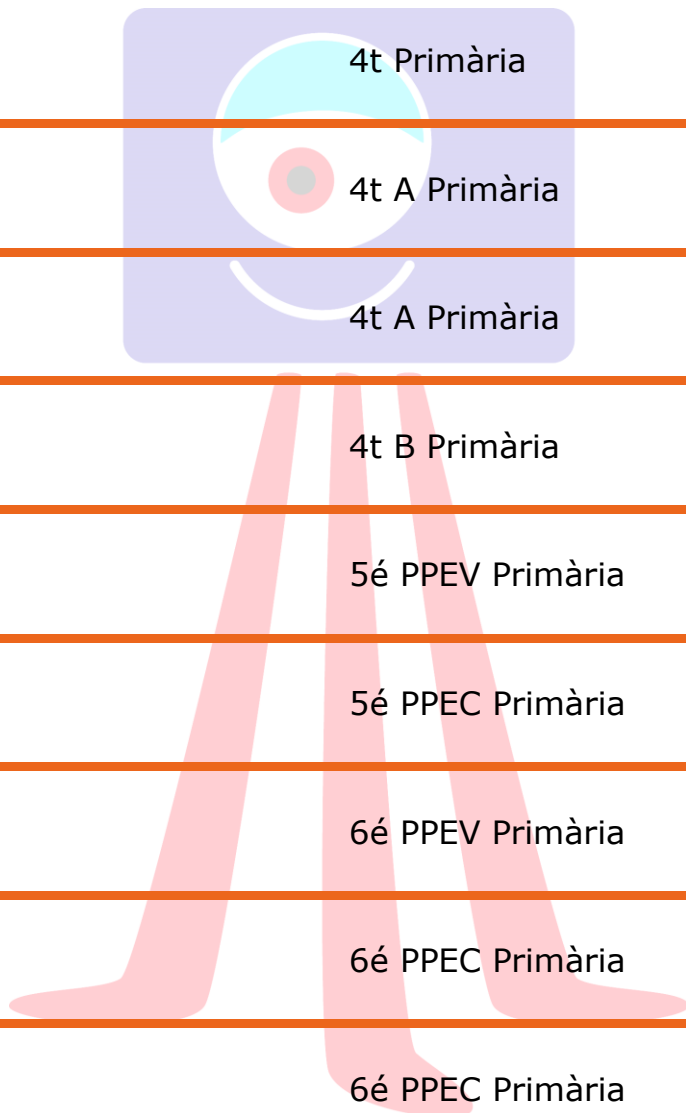 4t Primària
4t A Primària
4t A Primària
4t B Primària
5é PPEV Primària
5é PPEC Primària
6é PPEV Primària
6é PPEC Primària
6é PPEC Primària